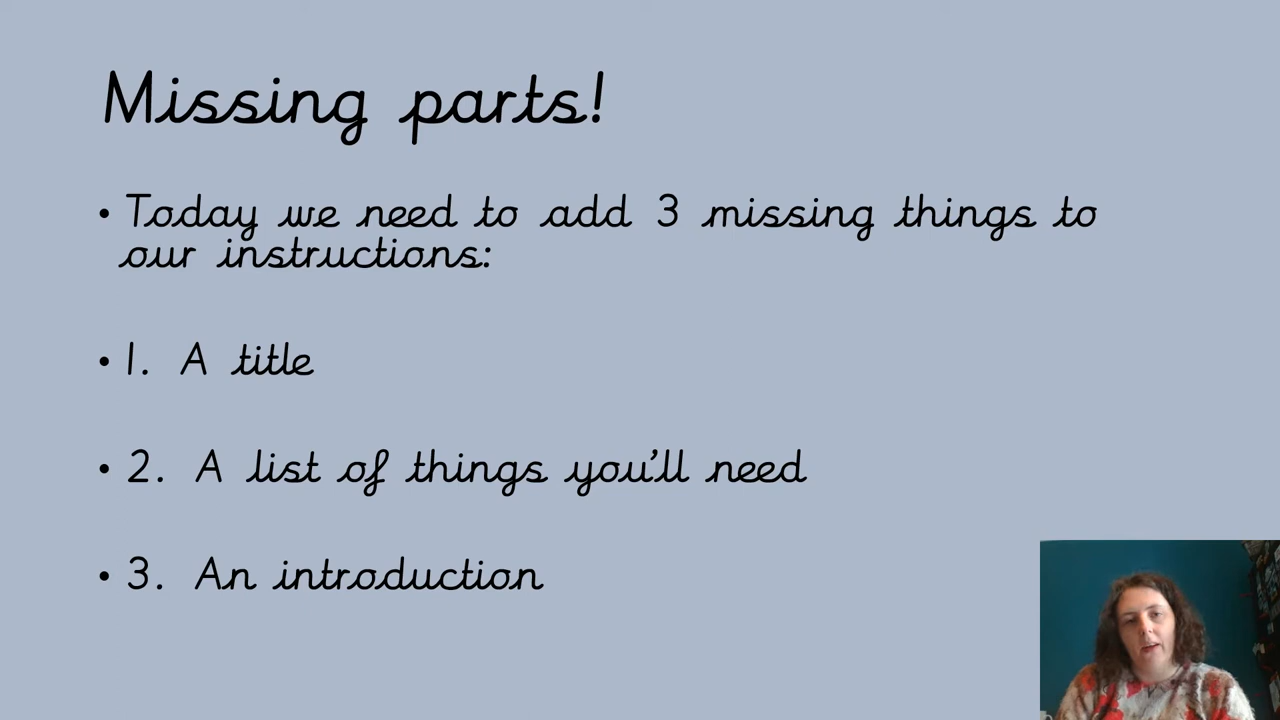 Missing parts!
• Today we need to add 3 missing things to
our instructions:
• 1. A title
• 2. A list of things you'll need
• 3. An introduction